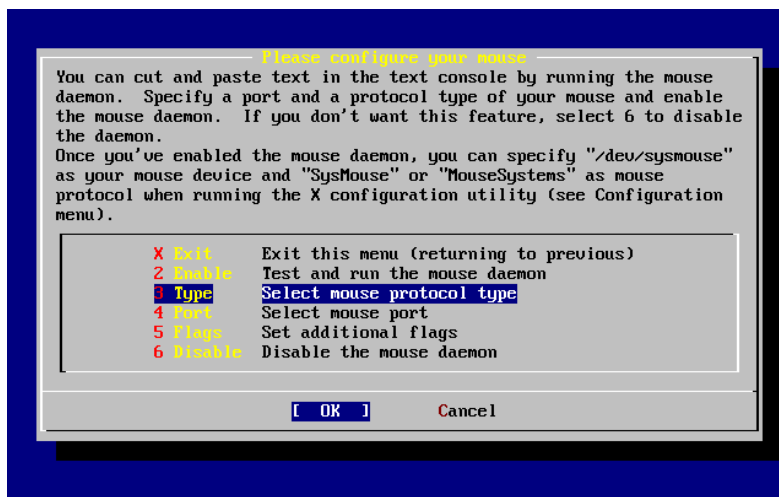 Please configure your mouse
You can cut and paste text in the text console by running the mouse
daemon.  Specify a port and a protocol type of your mouse and enable
the mouse daemon.  If you don't want this feature, select 6 to disable
the daemon.
Once you've enabled the mouse daemon, you can specify "/dev/sysmouse"
as your mouse device and "SysMouse" or "MouseSystems" as mouse
protocol when running the X configuration utility (see Configuration
menu).
X Exit Exit this menu (returning to previous)
2 Enable Test and run the mouse daemon
3 Type Select mouse protocol type
4 Port Select mouse port
5 Flags Set additional flags
6 Disable Disable the mouse daemon
[ OK ] Cancel